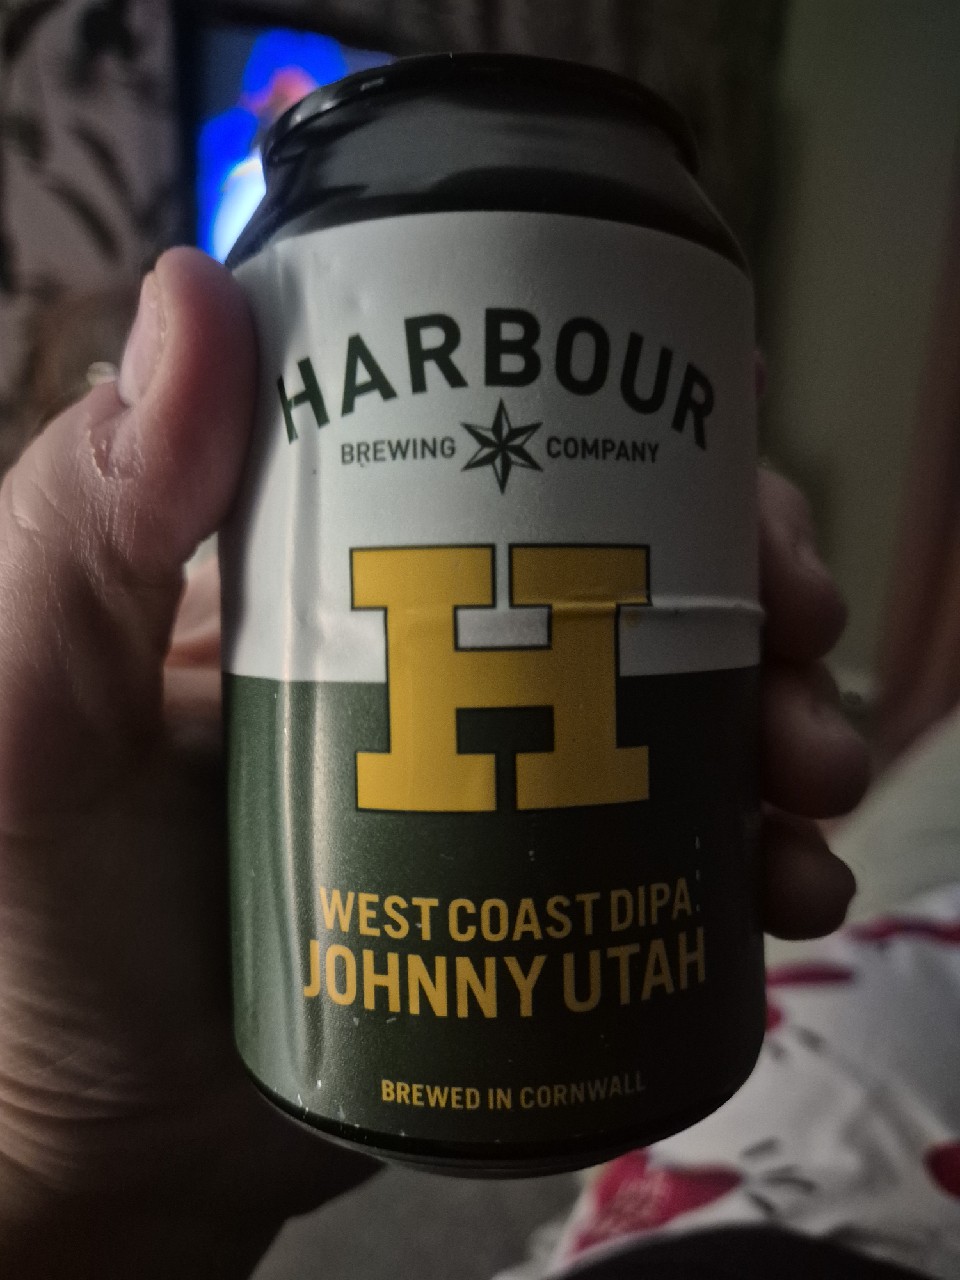 HARBOUR
BREWING COMPANY
H
WEST COAST DIPA
JOHNNY UTAH
BREWED IN CORNWALL